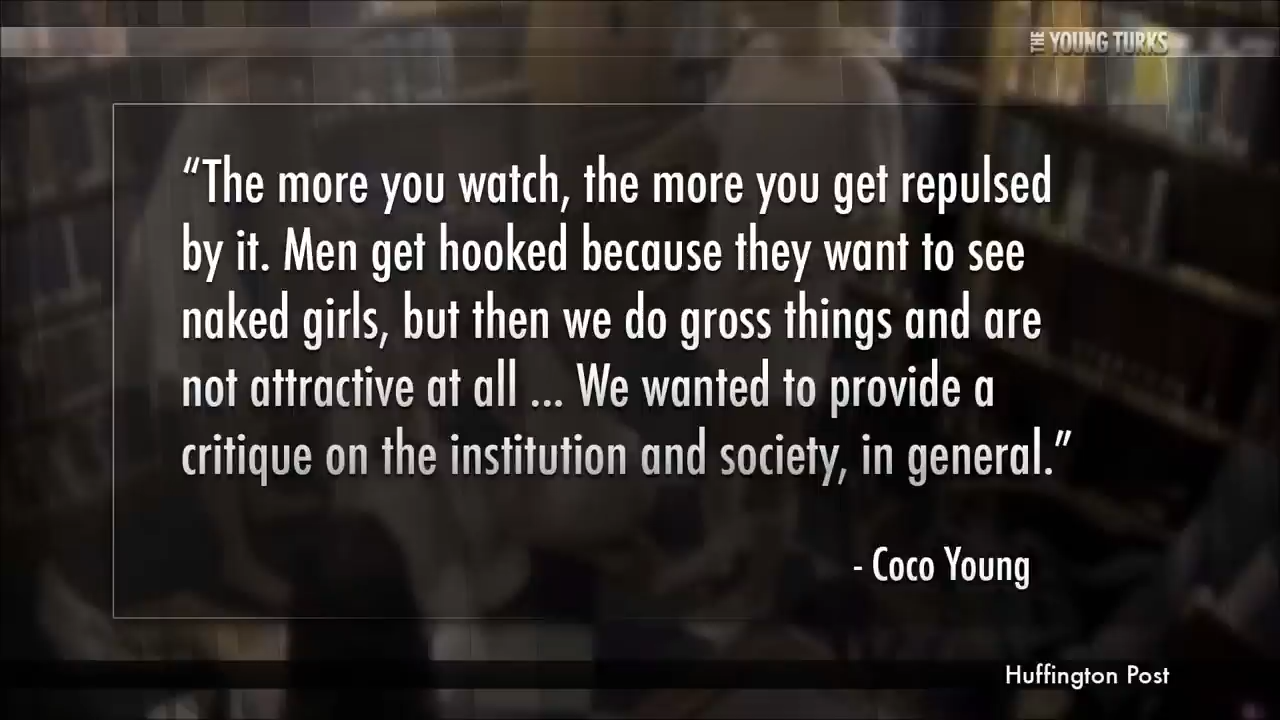 THE YOUNG TURKS
“The more you watch, the more you get repulsed
by it. Men get hooked because they want to see
naked girls, but then we do gross things and are
not attractive at all ... We wanted to provide a
critique on the institution and society, in general.”
- Coco Young
Huffington Post